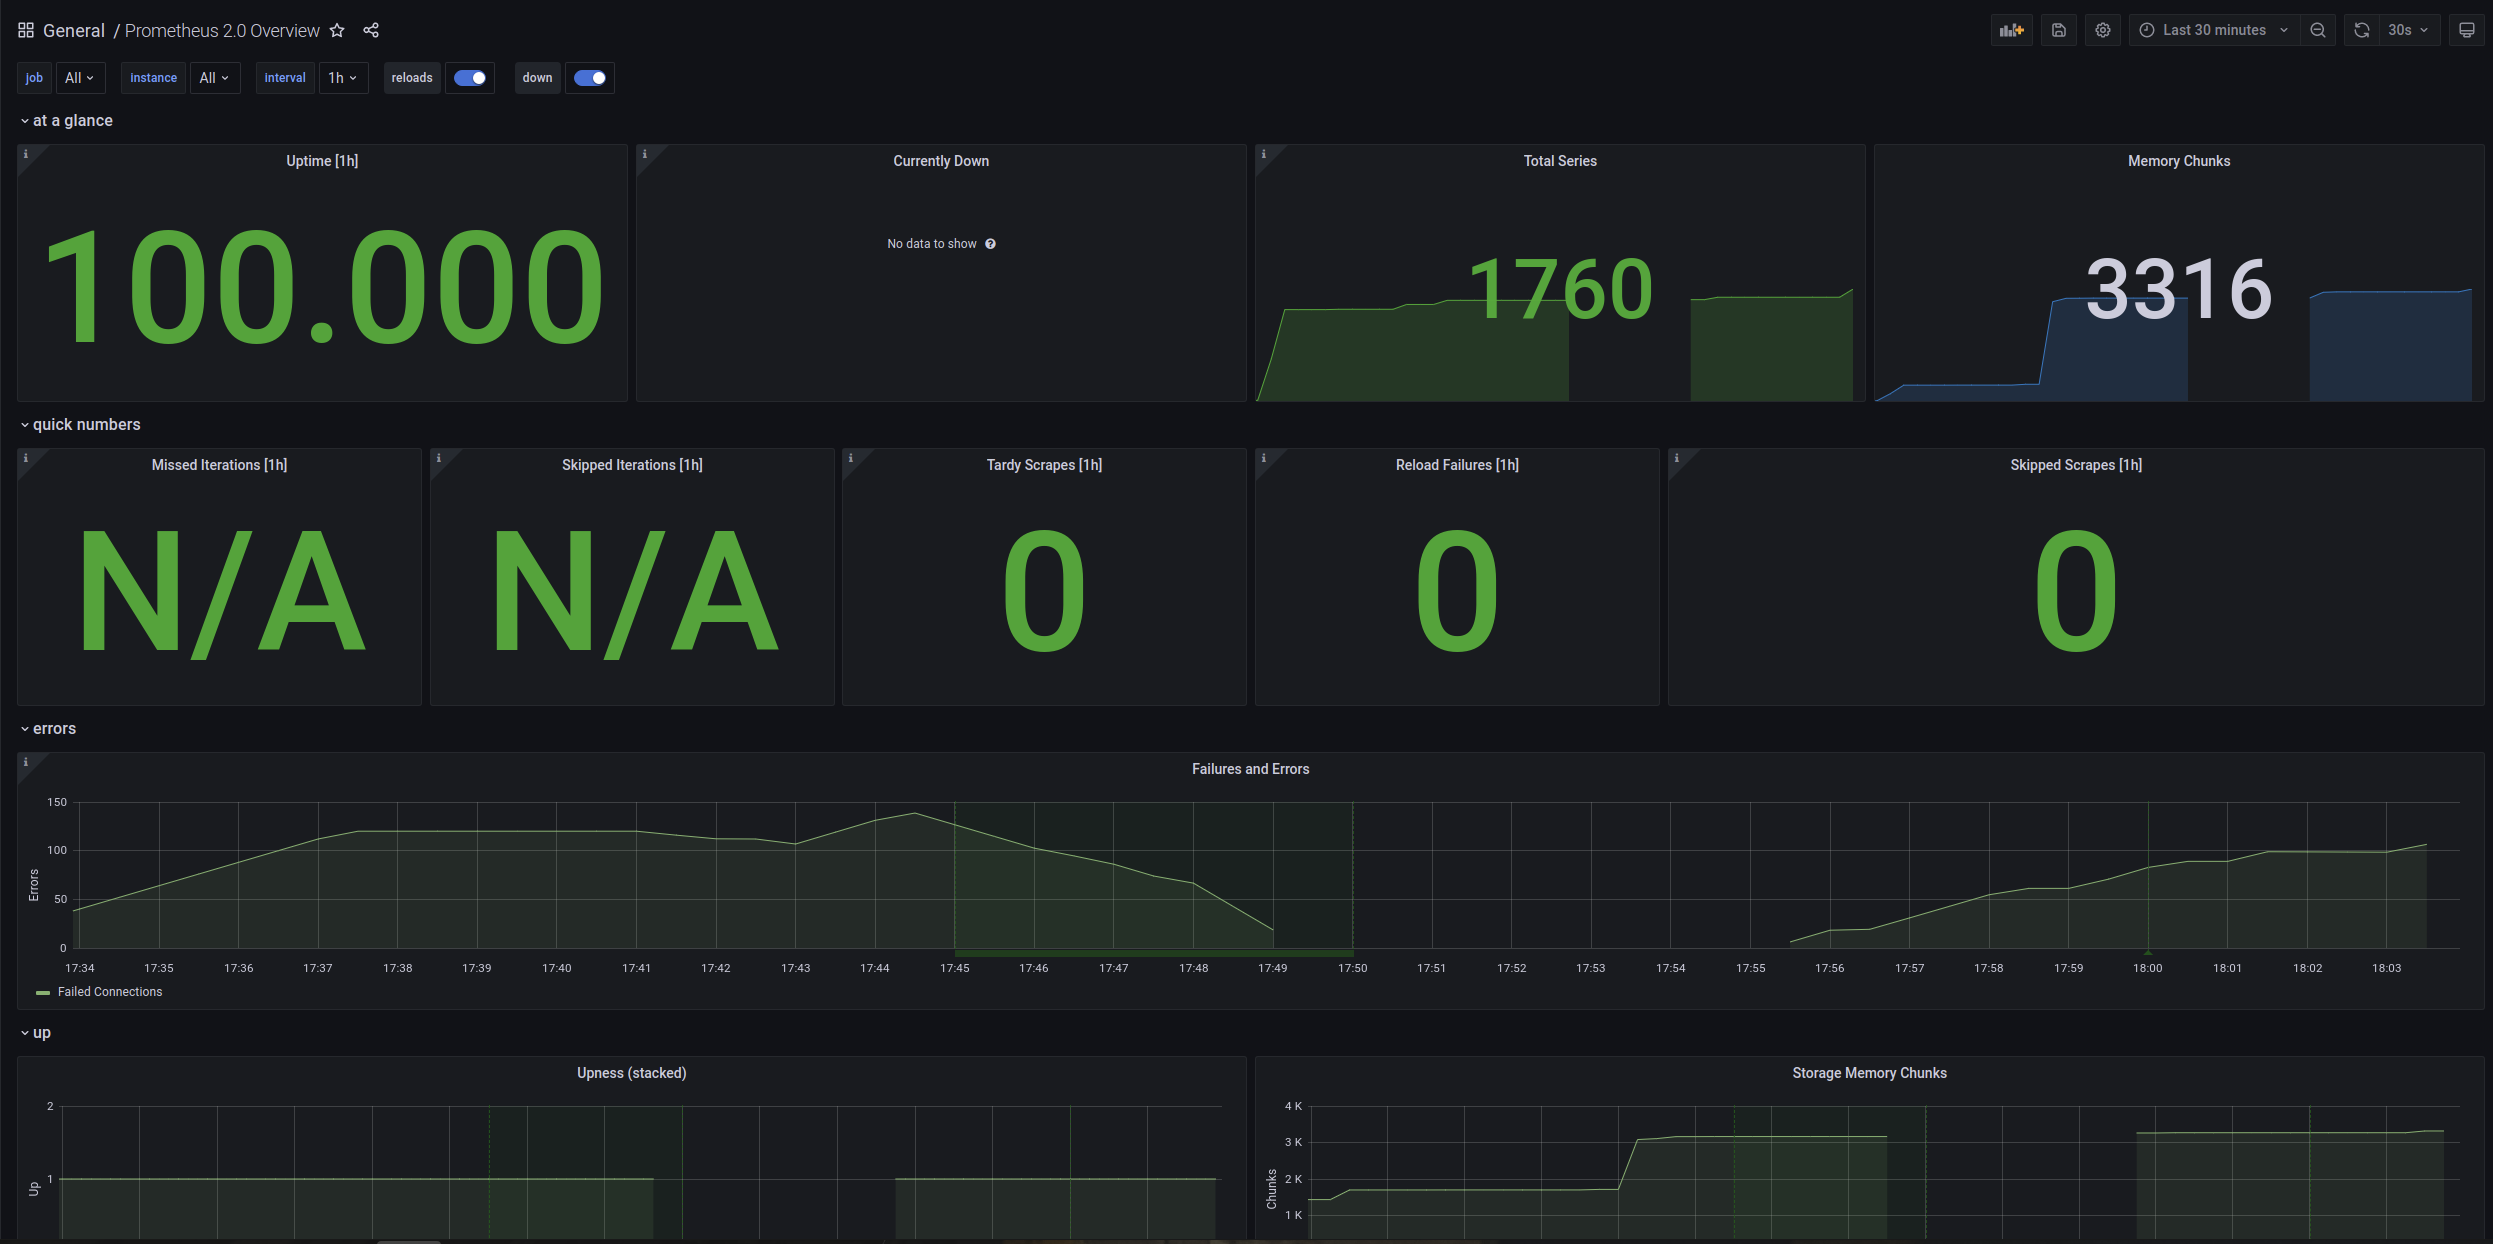 General / Prometheus 2.0 Overview
Last 30 minutes
30s
job All instance All interval 1h reloads down
at a glance
Uptime [1h]
100.000
Currently Down
No data to show
Total Series
1760
Memory Chunks
3316
quick numbers
Missed Iterations [1h]
N/A
Skipped Iterations [1h]
N/A
Tardy Scrapes [1h]
0
Reload Failures [1h]
0
Skipped Scrapes [1h]
0
errors
Failures and Errors
Errors
150
100
50
0
17:34 17:35 17:36 17:37 17:38 17:39 17:40 17:41 17:42 17:43 17:44 17:45 17:46 17:47 17:48 17:49 17:50 17:51 17:52 17:53 17:54 17:55 17:56 17:57 17:58 17:59 18:00 18:01 18:02 18:03
Failed Connections
up
Upness (stacked)
Up
2
1
Storage Memory Chunks
Chunks
4 K
3 K
2 K
1 K